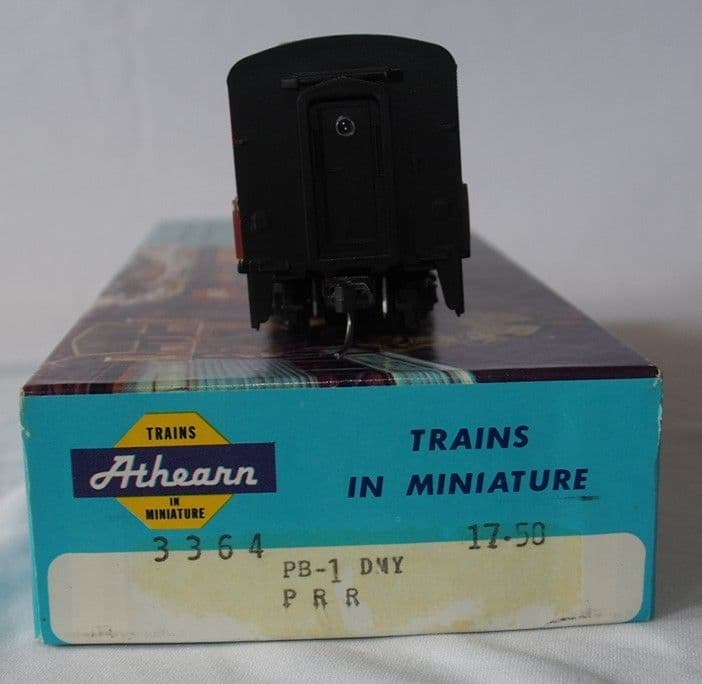 TRAINS
Athearn
IN
MINIATURE
TRAINS
IN MINIATURE
3364 17.50
PB-1 DMY
PRR